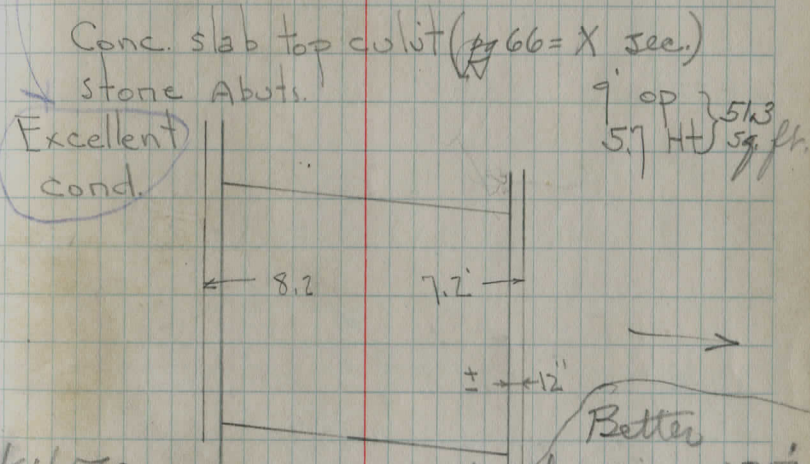 Conc. slab top culv't (pg 66 = X sec.)
Stone Abuts.
9' op } 51.3
5.7 Ht } sq. ft.
Excellent
cond.
8.2 7.2'
± 12"
Better